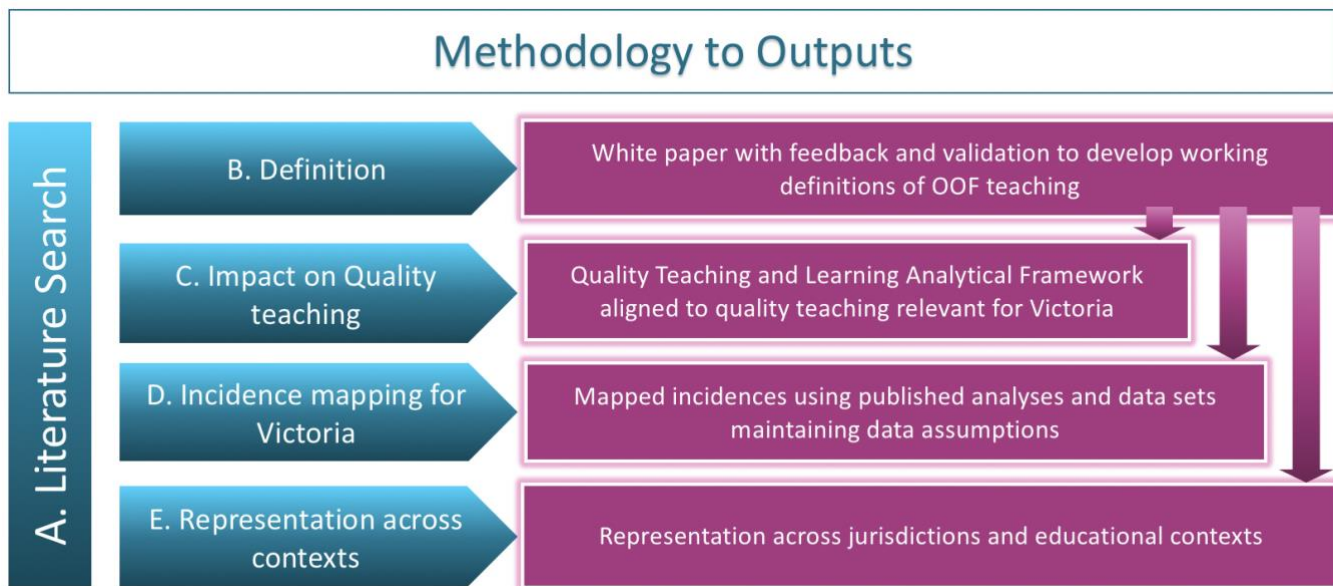 Methodology to Outputs
A. Literature Search
B. Definition
White paper with feedback and validation to develop working
definitions of OOF teaching
C. Impact on Quality
teaching
Quality Teaching and Learning Analytical Framework
aligned to quality teaching relevant for Victoria
D. Incidence mapping for
Victoria
Mapped incidences using published analyses and data sets
maintaining data assumptions
E. Representation across
contexts
Representation across jurisdictions and educational contexts